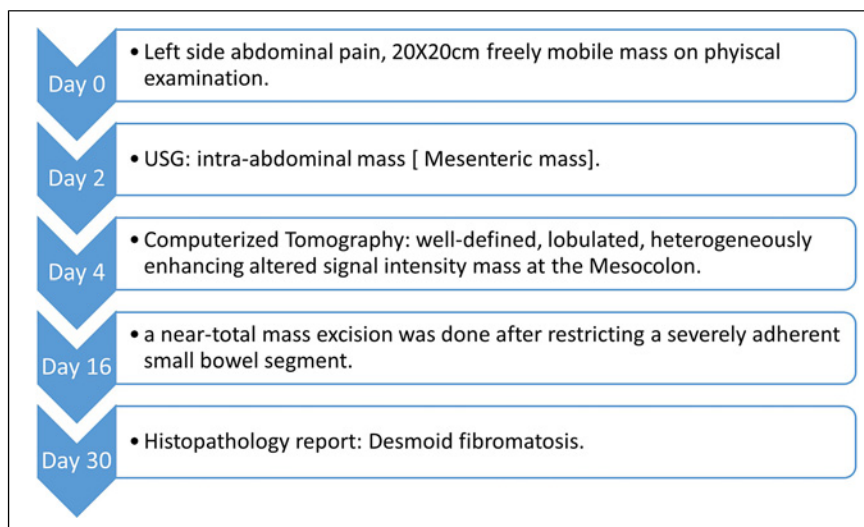 Day 0
• Left side abdominal pain, 20X20cm freely mobile mass on phyiscal
examination.
Day 2
• USG: intra-abdominal mass [ Mesenteric mass].
Day 4
• Computerized Tomography: well-defined, lobulated, heterogeneously
enhancing altered signal intensity mass at the Mesocolon.
Day 16
• a near-total mass excision was done after restricting a severely adherent
small bowel segment.
Day 30
• Histopathology report: Desmoid fibromatosis.